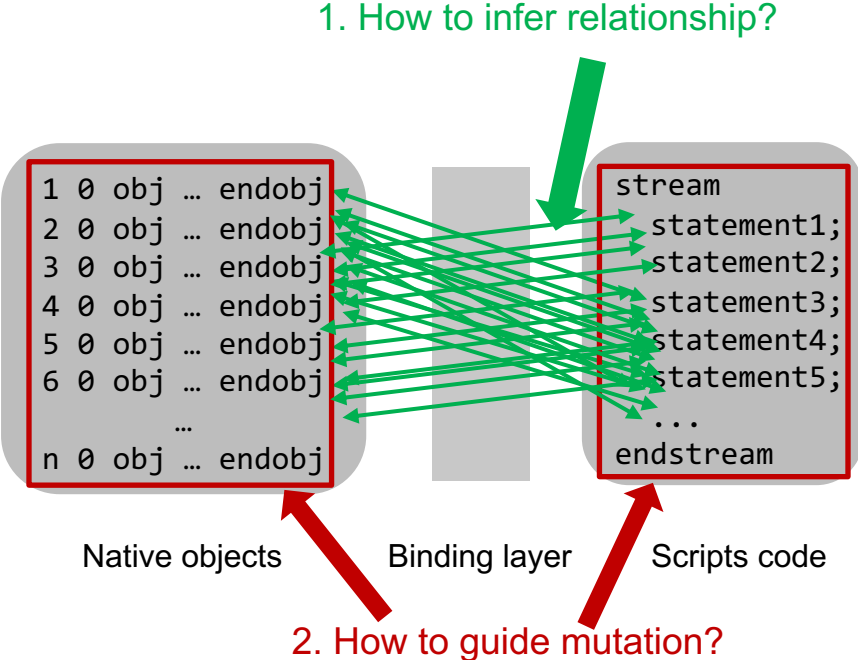 1. How to infer relationship?
1 0 obj … endobj
2 0 obj … endobj
3 0 obj … endobj
4 0 obj … endobj
5 0 obj … endobj
6 0 obj … endobj
…
n 0 obj … endobj
stream
statement1;
statement2;
statement3;
statement4;
statement5;
...
endstream
Native objects
Binding layer
Scripts code
2. How to guide mutation?